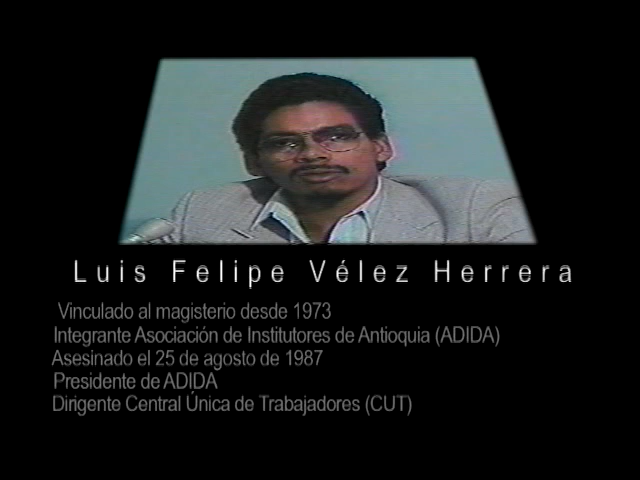 Luis Felipe Vélez Herrera
Vinculado al magisterio desde 1973
Integrante Asociación de Institutores de Antioquia (ADIDA)
Asesinado el 25 de agosto de 1987
Presidente de ADIDA
Dirigente Central Única de Trabajadores (CUT)